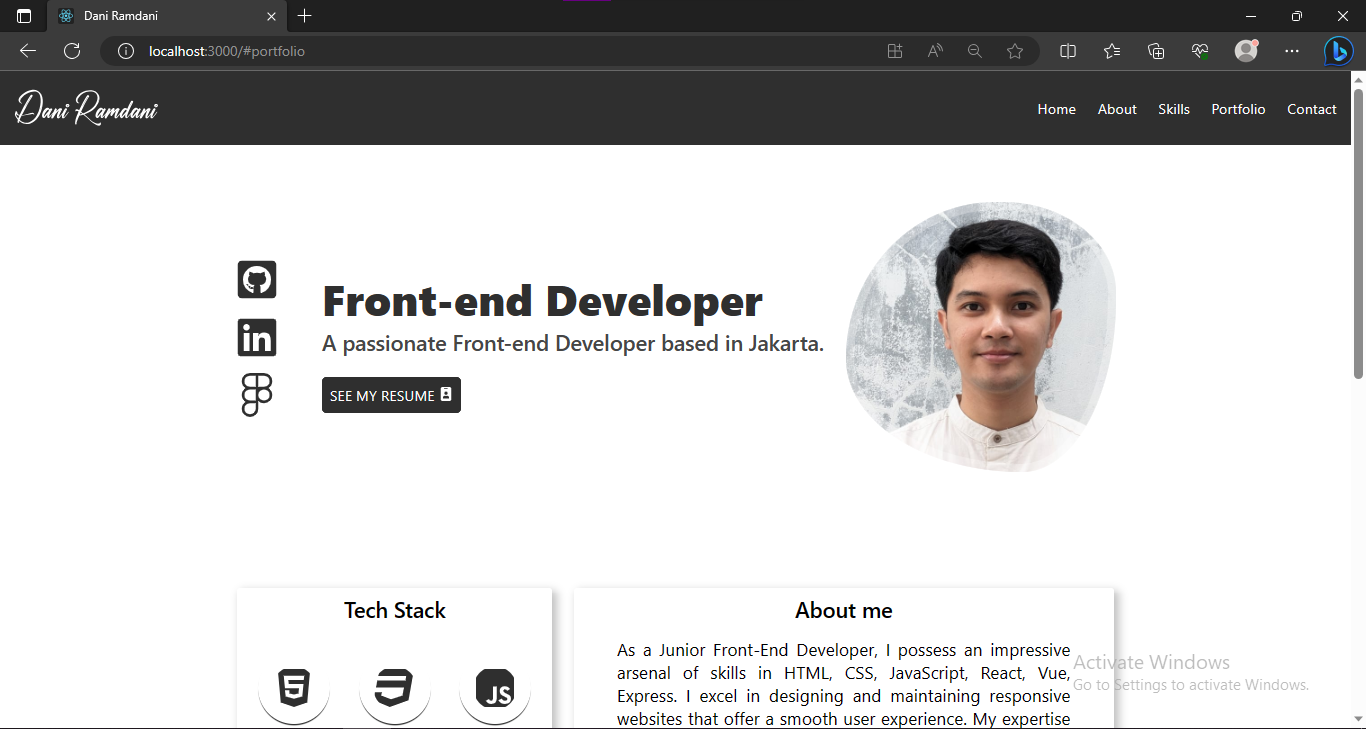 Dani Ramdani
localhost:3000/#portfolio
Dani Ramdani
Home About Skills Portfolio Contact
in
Front-end Developer
A passionate Front-end Developer based in Jakarta.
SEE MY RESUME
Tech Stack
5
3
JS
About me
As a Junior Front-End Developer, I possess an impressive
arsenal of skills in HTML, CSS, JavaScript, React, Vue,
Express. I excel in designing and maintaining responsive
websites that offer a smooth user experience. My expertise
Activate Windows
Go to Settings to activate Windows.